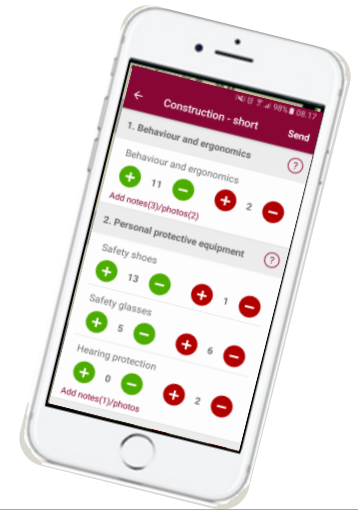 98% 08.17
← Construction - short Send
1. Behaviour and ergonomics ?
Behaviour and ergonomics
+ 11 − + 2 −
Add notes(3)/photos(2)
2. Personal protective equipment ?
Safety shoes
+ 13 − + 1 −
Safety glasses
+ 5 − + 6 −
Hearing protection
+ 0 − + 2 −
Add notes(1)/photos